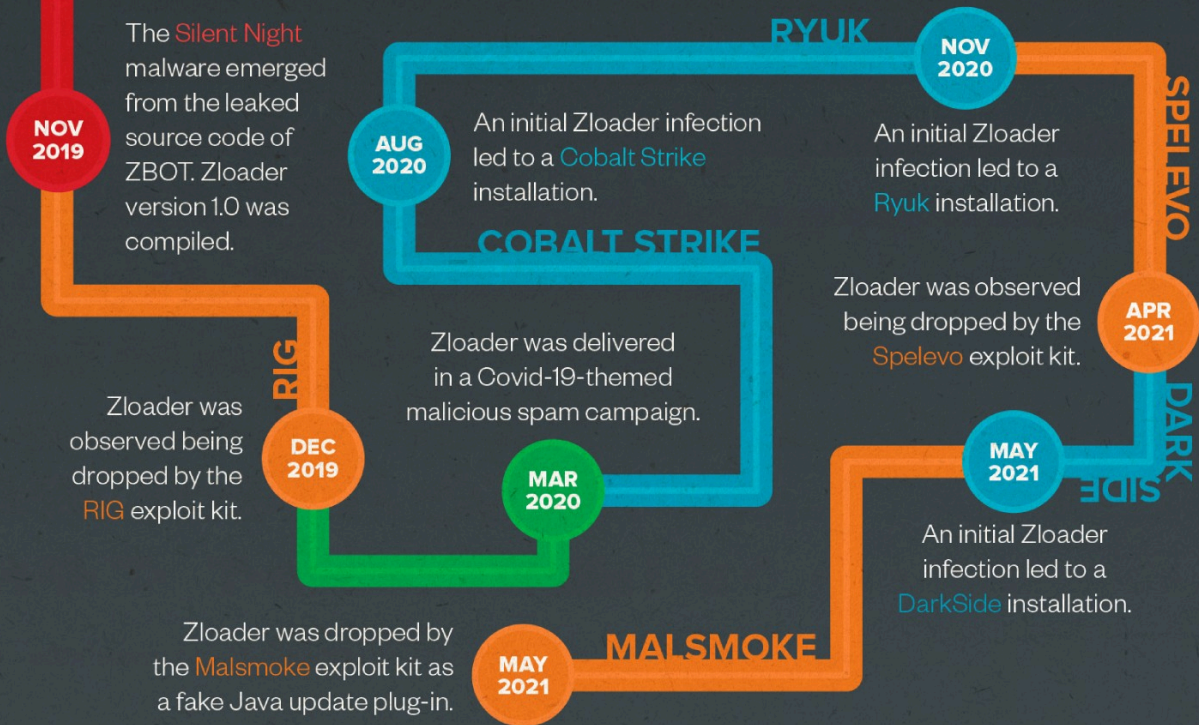 NOV
2019
The Silent Night
malware emerged
from the leaked
source code of
ZBOT. Zloader
version 1.0 was
compiled.
RIG
DEC
2019
Zloader was
observed being
dropped by the
RIG exploit kit.
MAR
2020
Zloader was delivered
in a Covid-19-themed
malicious spam campaign.
COBALT STRIKE
AUG
2020
An initial Zloader infection
led to a Cobalt Strike
installation.
RYUK
NOV
2020
An initial Zloader
infection led to a
Ryuk installation.
SPELEVO
APR
2021
Zloader was observed
being dropped by the
Spelevo exploit kit.
DARK
SIDE
MAY
2021
An initial Zloader
infection led to a
DarkSide installation.
MALSMOKE
MAY
2021
Zloader was dropped by
the Malsmoke exploit kit as
a fake Java update plug-in.